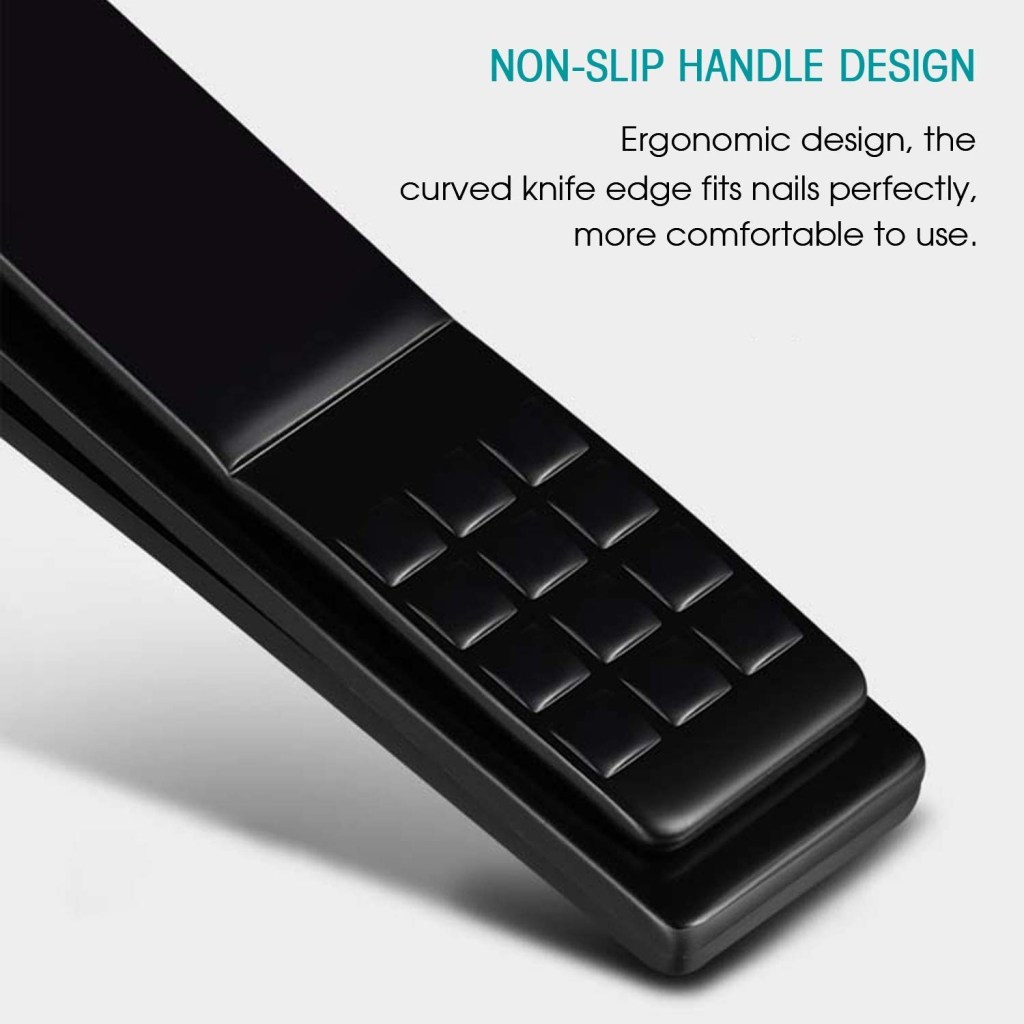 NON-SLIP HANDLE DESIGN
Ergonomic design, the
curved knife edge fits nails perfectly,
more comfortable to use.